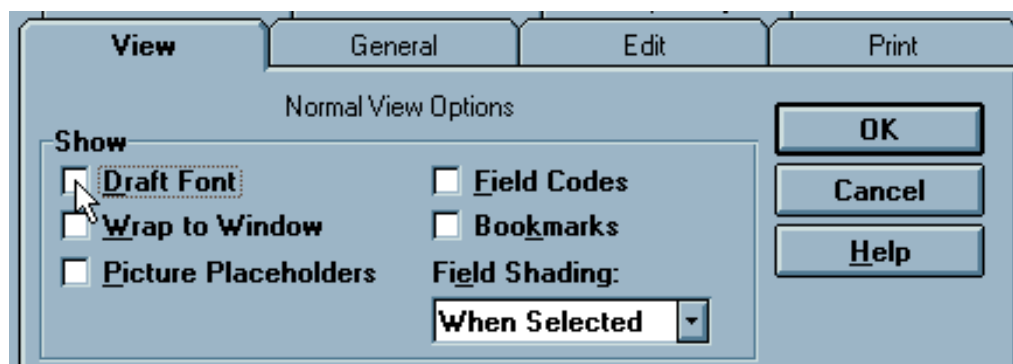 View General Edit Print
Normal View Options
Show
OK
Draft Font Field Codes
Cancel
Wrap to Window Bookmarks
Help
Picture Placeholders Field Shading:
When Selected